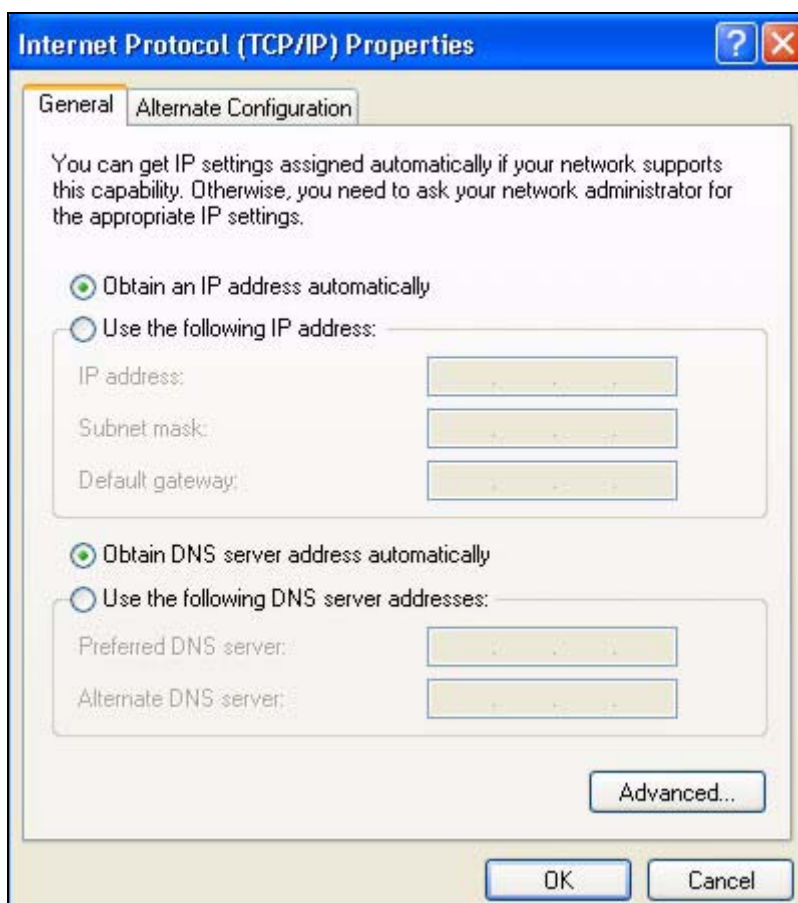 Internet Protocol (TCP/IP) Properties
General
Alternate Configuration
You can get IP settings assigned automatically if your network supports
this capability. Otherwise, you need to ask your network administrator for
the appropriate IP settings.
Obtain an IP address automatically
Use the following IP address:
IP address:
Subnet mask:
Default gateway:
Obtain DNS server address automatically
Use the following DNS server addresses:
Preferred DNS server:
Alternate DNS server:
Advanced...
OK
Cancel